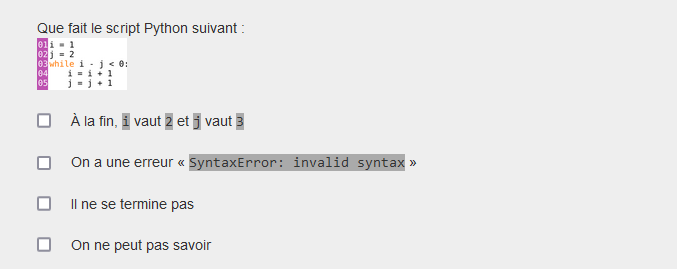 Que fait le script Python suivant :
01 i = 1
02 j = 2
03 while i - j < 0:
04     i = i + 1
05     j = j + 1
À la fin, i vaut 2 et j vaut 3
On a une erreur « SyntaxError: invalid syntax »
Il ne se termine pas
On ne peut pas savoir